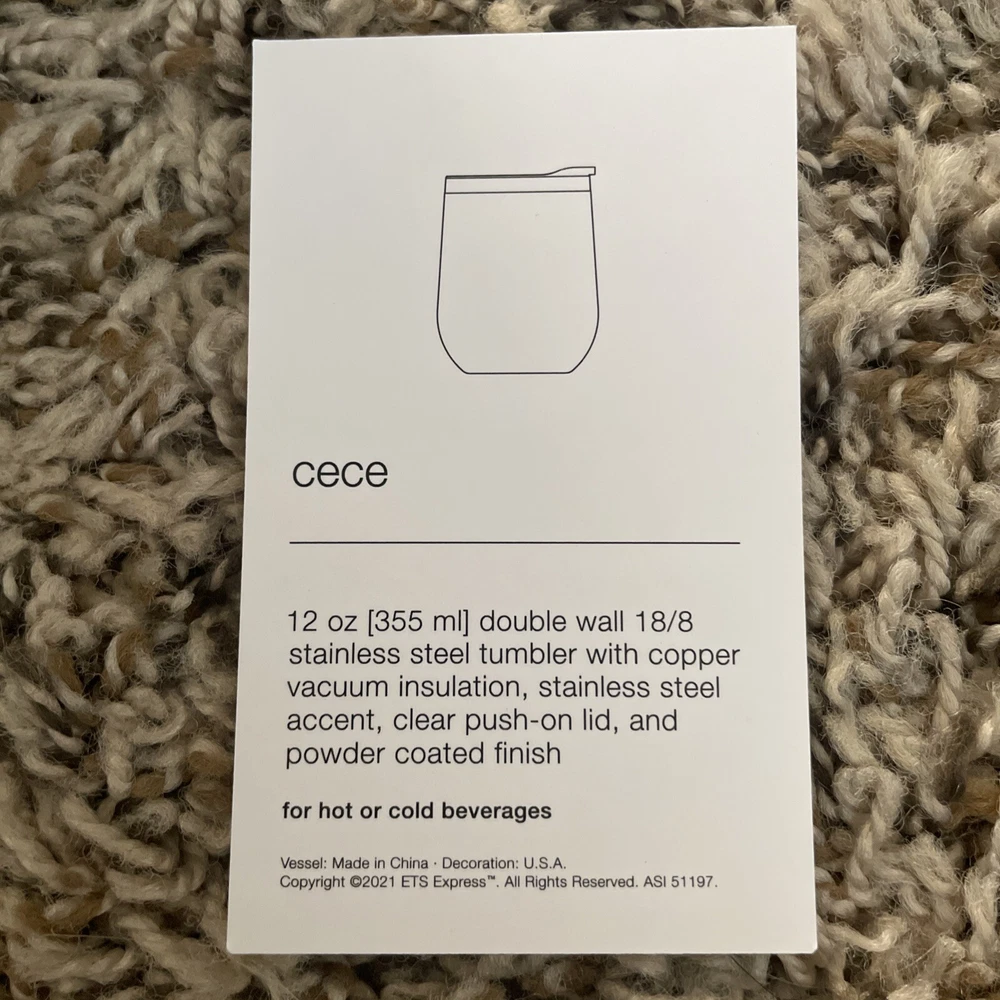 cece
12 oz [355 ml] double wall 18/8
stainless steel tumbler with copper
vacuum insulation, stainless steel
accent, clear push-on lid, and
powder coated finish
for hot or cold beverages
Vessel: Made in China · Decoration: U.S.A.
Copyright ©2021 ETS Express™. All Rights Reserved. ASI 51197.